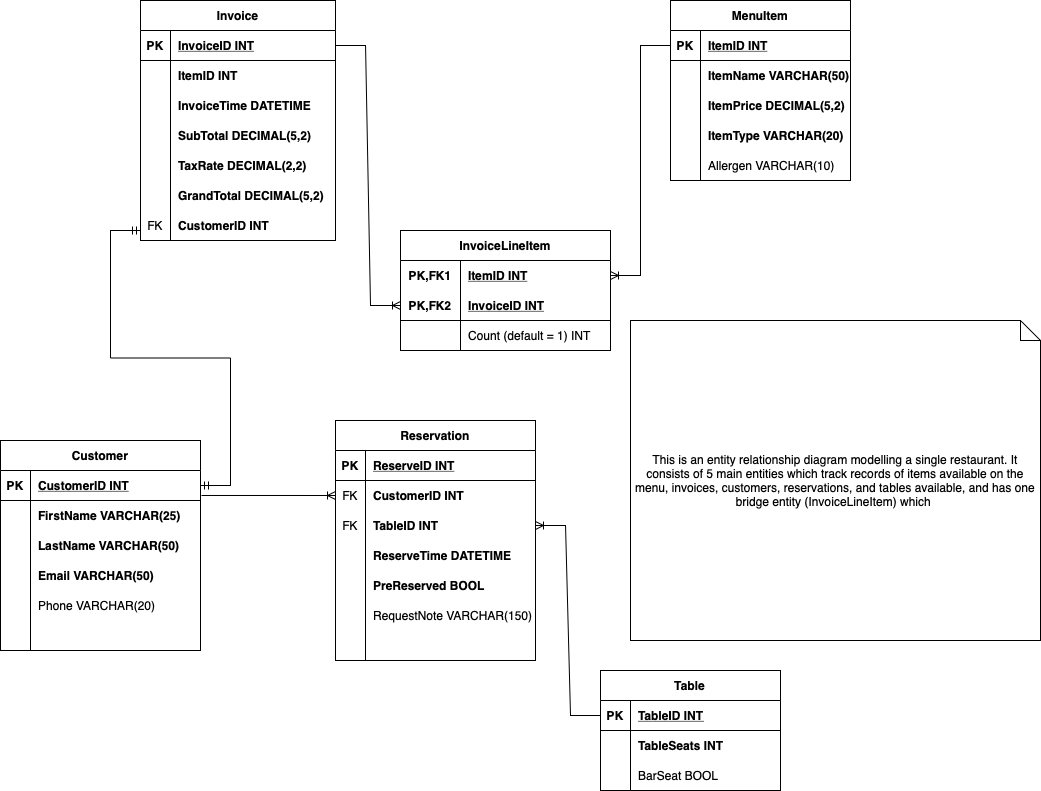 Invoice
PK InvoiceID INT
ItemID INT
InvoiceTime DATETIME
SubTotal DECIMAL(5,2)
TaxRate DECIMAL(2,2)
GrandTotal DECIMAL(5,2)
FK CustomerID INT
MenuItem
PK ItemID INT
ItemName VARCHAR(50)
ItemPrice DECIMAL(5,2)
ItemType VARCHAR(20)
Allergen VARCHAR(10)
InvoiceLineItem
PK,FK1 ItemID INT
PK,FK2 InvoiceID INT
Count (default = 1) INT
Customer
PK CustomerID INT
FirstName VARCHAR(25)
LastName VARCHAR(50)
Email VARCHAR(50)
Phone VARCHAR(20)
Reservation
PK ReserveID INT
FK CustomerID INT
FK TableID INT
ReserveTime DATETIME
PreReserved BOOL
RequestNote VARCHAR(150)
This is an entity relationship diagram modelling a single restaurant. It
consists of 5 main entities which track records of items available on the
menu, invoices, customers, reservations, and tables available, and has one
bridge entity (InvoiceLineItem) which
Table
PK TableID INT
TableSeats INT
BarSeat BOOL